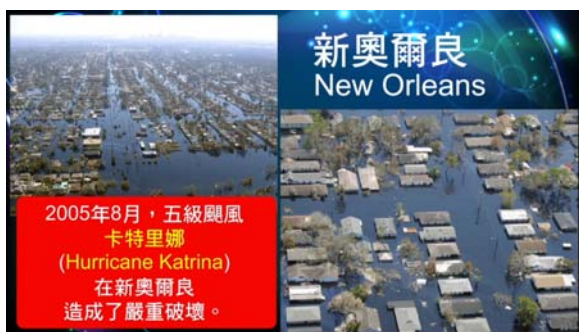 新奧爾良
New Orleans
2005年8月，五級颶風
卡特里娜
(Hurricane Katrina)
在新奧爾良
造成了嚴重破壞。